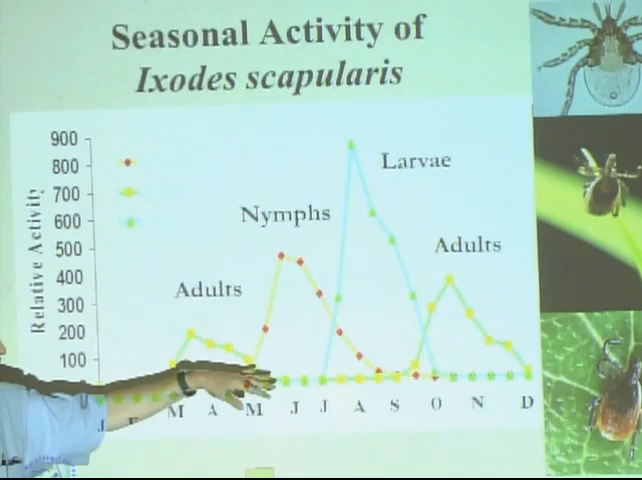 Seasonal Activity of
Ixodes scapularis
900
800
700
600
500
400
300
200
100
Relative Activity
Larvae
Nymphs
Adults
Adults
J F M A M J J A S O N D